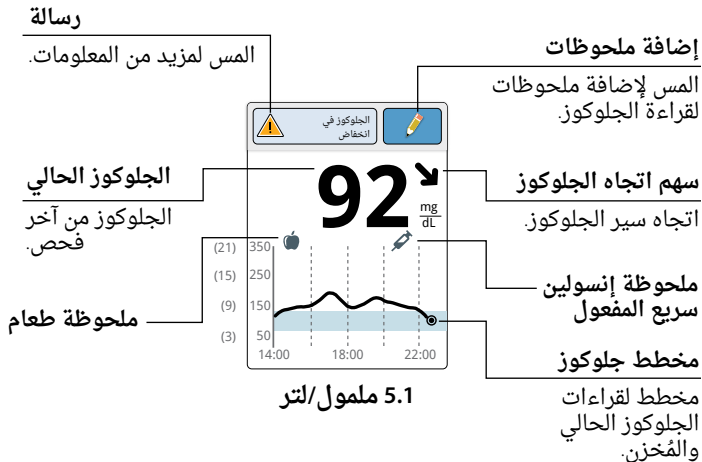 رسالة
المس لمزيد من المعلومات.
إضافة ملحوظات
المس لإضافة ملحوظات
لقراءة الجلوكوز.
الجلوكوز في
انخفاض
الجلوكوز الحالي
الجلوكوز من آخر
فحص.
92
mg
dL
سهم اتجاه الجلوكوز
اتجاه سير الجلوكوز.
ملحوظة إنسولين
سريع المفعول
ملحوظة طعام
(21) 350
(15) 250
(9) 150
(3) 50
14:00 18:00 22:00
مخطط جلوكوز
مخطط لقراءات
الجلوكوز الحالي
والمُخزن.
5.1 ملمول/لتر